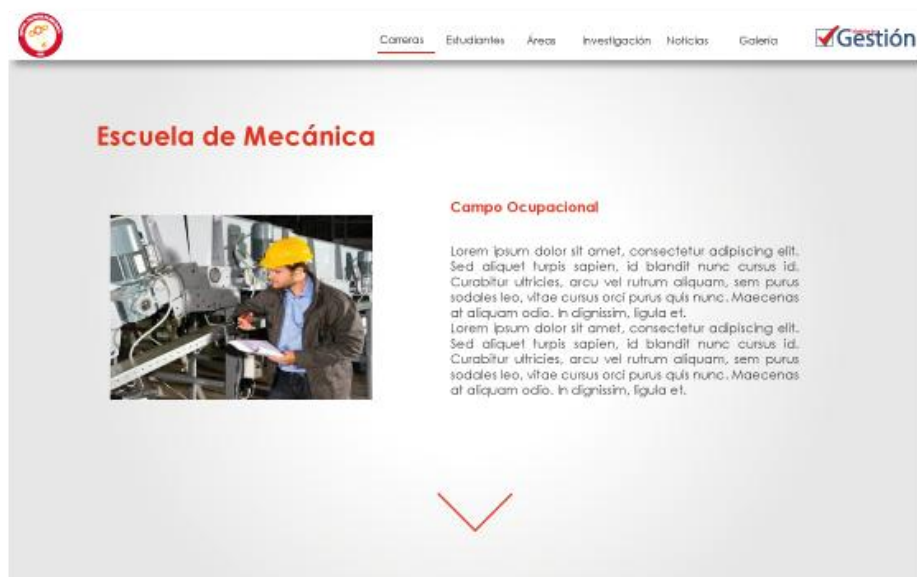 Carreras
Estudiantes
Áreas
Investigación
Noticias
Galería
Gestión
Escuela de Mecánica
Campo Ocupacional
Lorem ipsum dolor sit amet, consectetur adipiscing elit.
Sed aliquet turpis sapien, id blandit nunc cursus id.
Curabitur ultricies, arcu vel rutrum aliquam, sem purus
sodales leo, vitae cursus orci purus quis nunc. Maecenas
at aliquam odio. In dignissim, ligula et.
Lorem ipsum dolor sit amet, consectetur adipiscing elit.
Sed aliquet turpis sapien, id blandit nunc cursus id.
Curabitur ultricies, arcu vel rutrum aliquam, sem purus
sodales leo, vitae cursus orci purus quis nunc. Maecenas
at aliquam odio. In dignissim, ligula et.